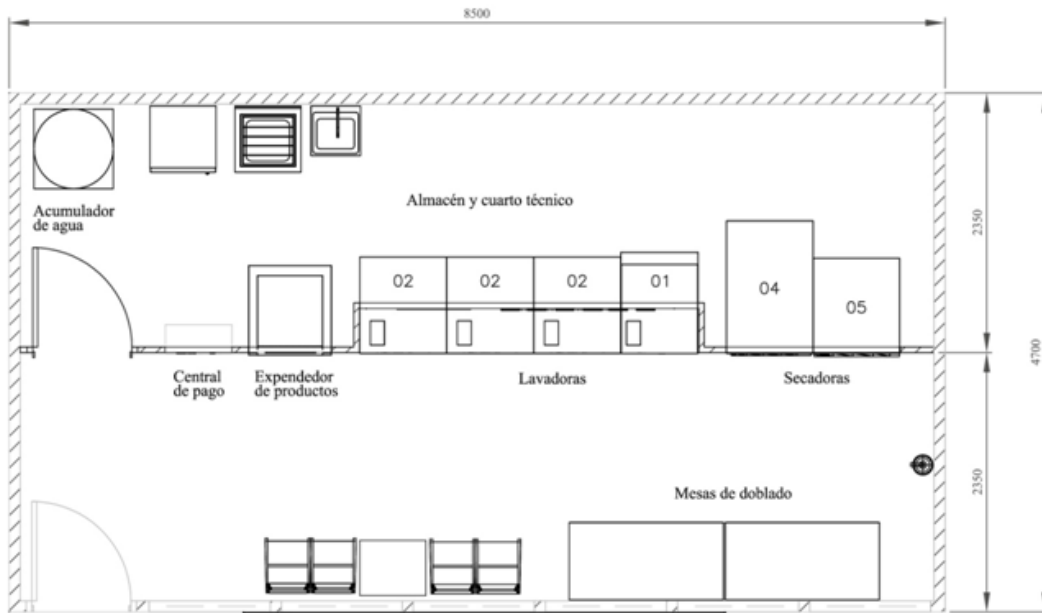 8500
Acumulador
de agua
Almacén y cuarto técnico
2350
02
02
02
01
04
05
4700
Central
de pago
Expendedor
de productos
Lavadoras
Secadoras
2350
Mesas de doblado